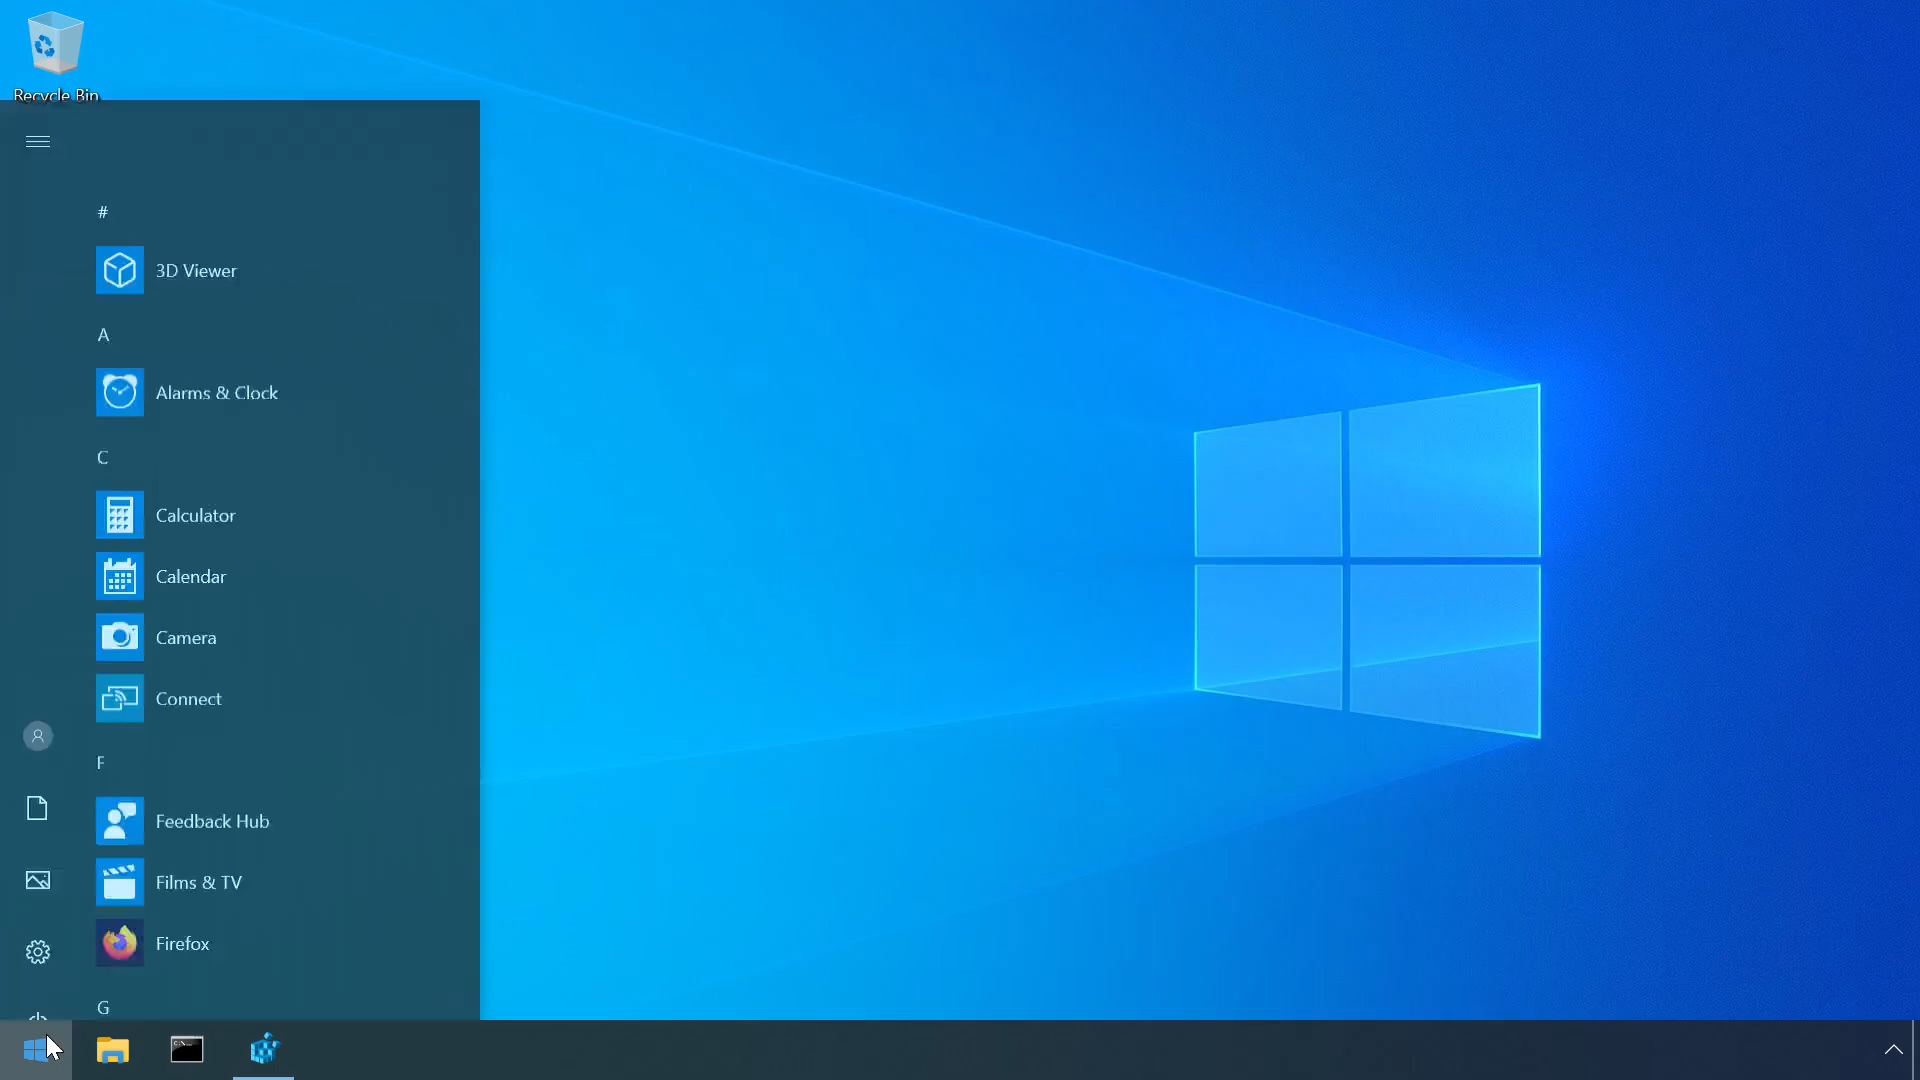 Recycle Bin
#
3D Viewer
A
Alarms & Clock
C
Calculator
Calendar
Camera
Connect
F
Feedback Hub
Films & TV
Firefox
G